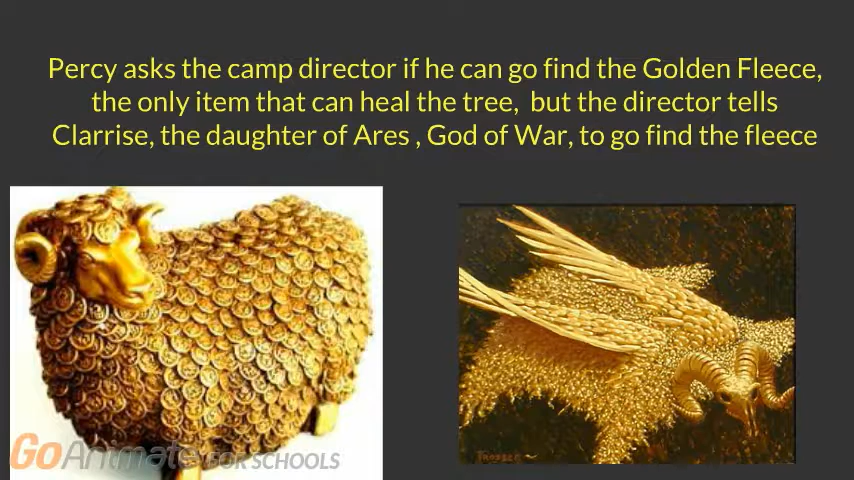 Percy asks the camp director if he can go find the Golden Fleece,
the only item that can heal the tree, but the director tells
Clarrise, the daughter of Ares , God of War, to go find the fleece
GoAnimate FOR SCHOOLS